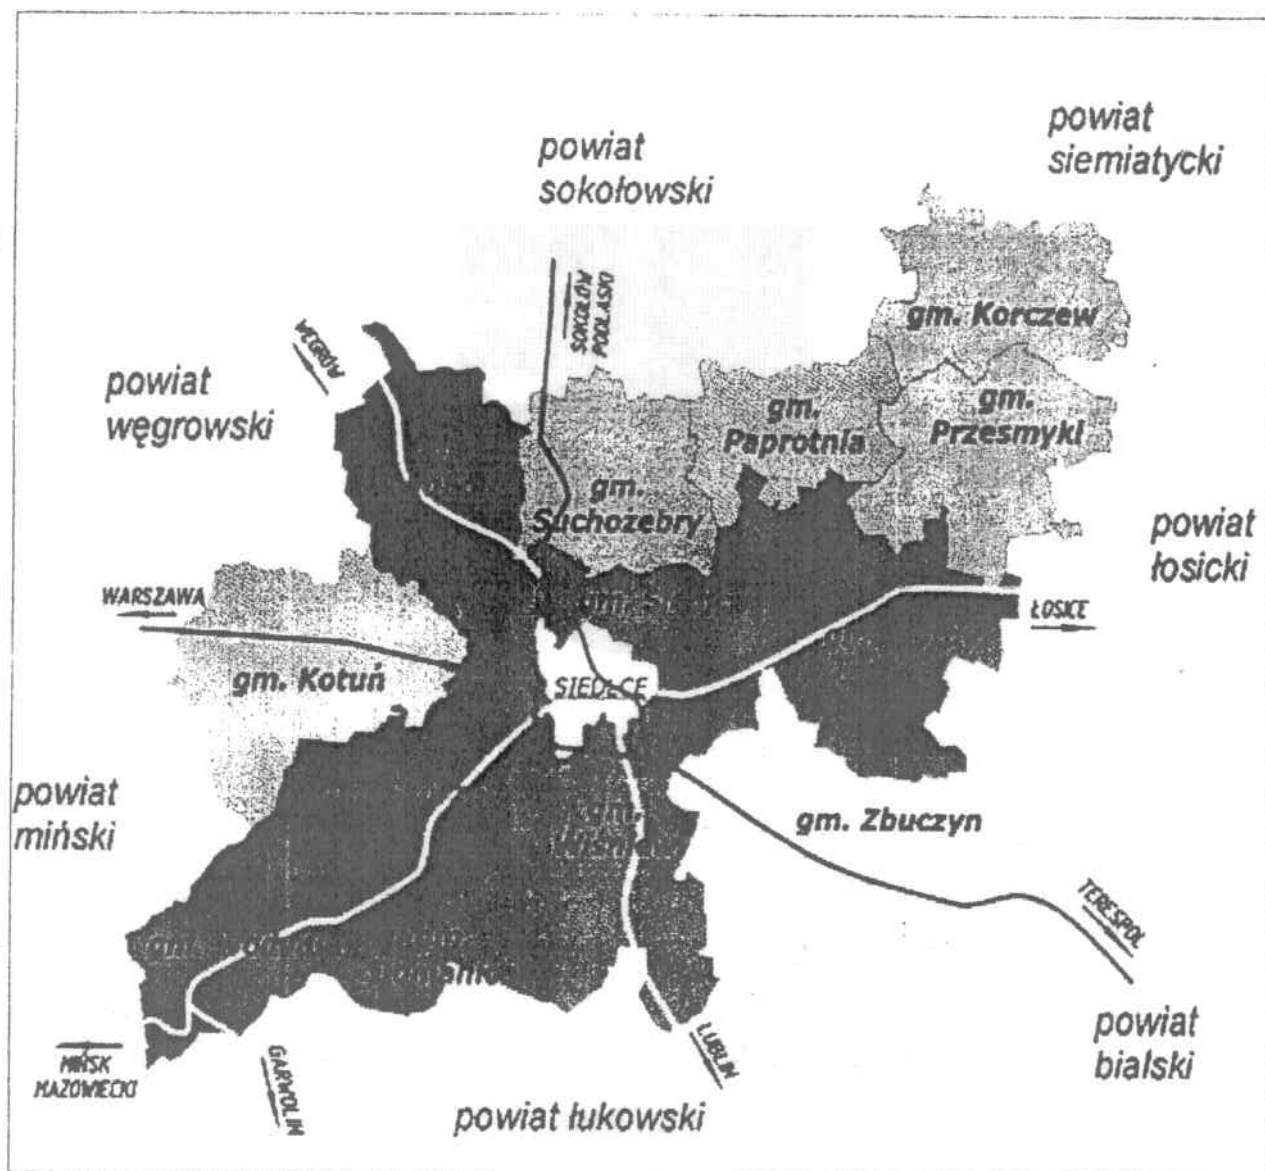 powiat
siemiatycki
powiat
sokołowski
SOKOŁÓW
PODLASKI
gm. Korczew
WĘGRÓW
powiat
węgrowski
gm.
Paprotnia
gm.
Przesmyki
gm.
Suchożebry
powiat
łosicki
WARSZAWA
ŁOSICE
gm. Kotuń
SIEDLCE
powiat
miński
gm. Zbuczyn
TERESPOL
powiat
bialski
MIŃSK
MAZOWIECKI
GARWOLIN
LUBLIN
powiat łukowski